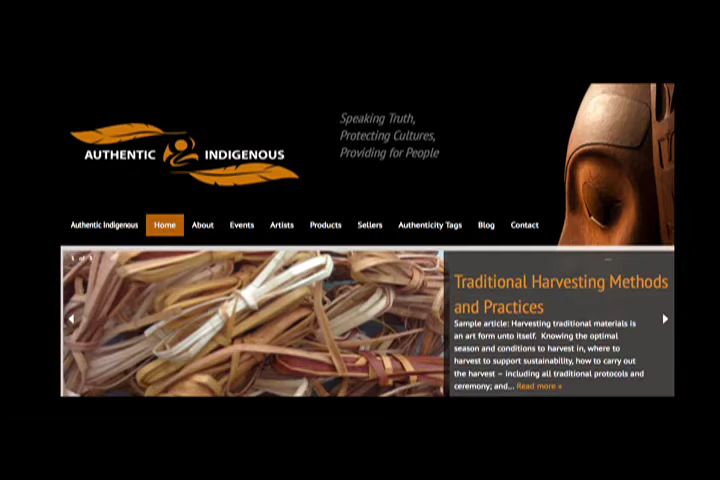 Speaking Truth,
Protecting Cultures,
Providing for People
AUTHENTIC INDIGENOUS
Authentic Indigenous Home About Events Artists Products Sellers Authenticity Tags Blog Contact
Traditional Harvesting Methods
and Practices
Sample article: Harvesting traditional materials is
an art form unto itself. Knowing the optimal
season and conditions to harvest in, where to
harvest to support sustainability, how to carry out
the harvest – including all traditional protocols and
ceremony; and... Read more »